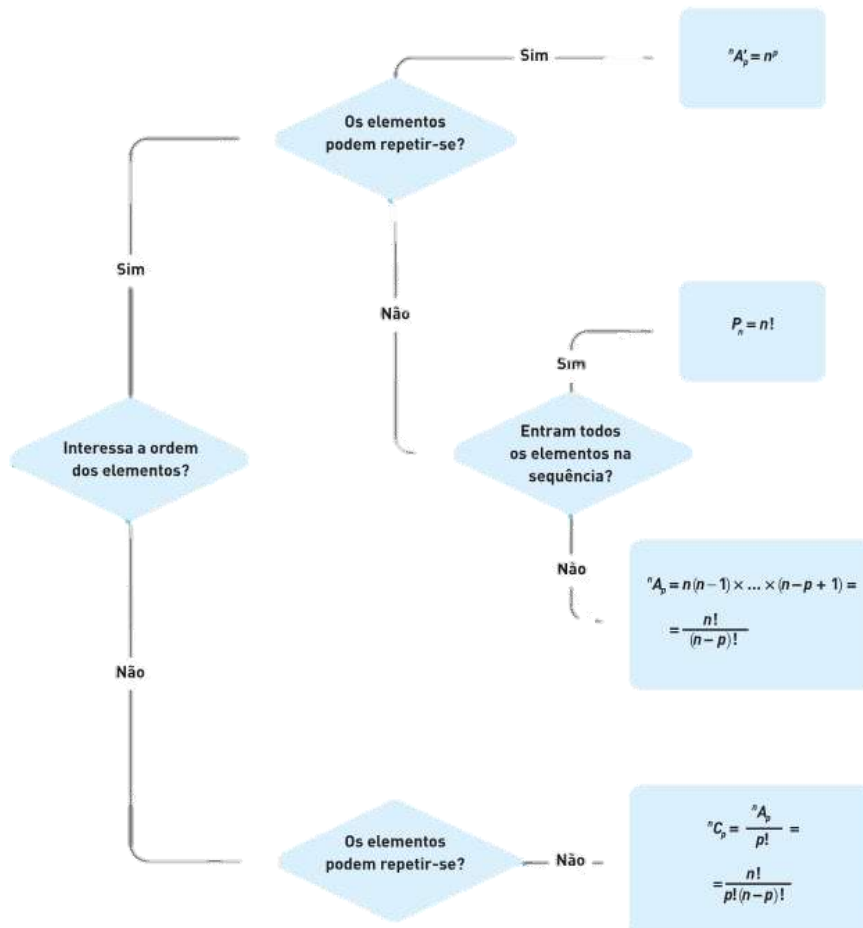 Sim
ⁿA'ₚ = nᵖ
Os elementos
podem repetir-se?
Sim
Não
Pₙ = n!
Sim
Interessa a ordem
dos elementos?
Entram todos
os elementos na
sequência?
Não
ⁿAₚ = n(n−1) × ... × (n−p + 1) =
= n!/(n−p)!
Não
Os elementos
podem repetir-se?
Não
ⁿCₚ = ⁿAₚ/p! =
= n!/p!(n−p)!